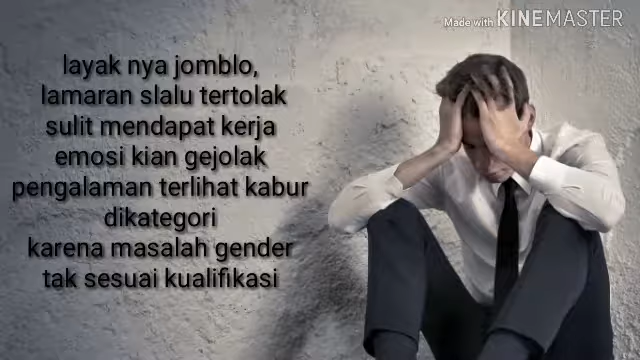 Made with KINEMASTER
layak nya jomblo,
lamaran slalu tertolak
sulit mendapat kerja
emosi kian gejolak
pengalaman terlihat kabur
dikategori
karena masalah gender
tak sesuai kualifikasi